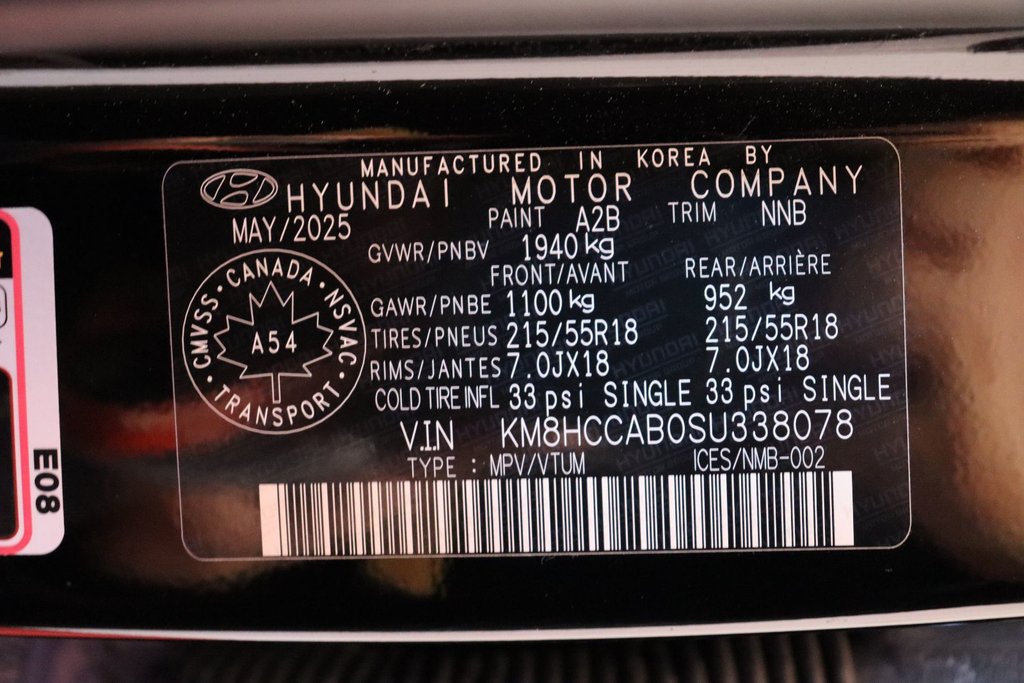 MANUFACTURED IN KOREA BY
HYUNDAI MOTOR COMPANY
MAY/2025 PAINT A2B TRIM NNB
GVWR/PNBV 1940 kg
FRONT/AVANT REAR/ARRIÈRE
GAWR/PNBE 1100 kg 952 kg
TIRES/PNEUS 215/55R18 215/55R18
RIMS/JANTES 7.0JX18 7.0JX18
COLD TIRE INFL 33 psi SINGLE 33 psi SINGLE
V.I.N KM8HCCAB0SU338078
TYPE : MPV/VTUM ICES/NMB-002
CMVSS · CANADA · NSVAC · TRANSPORT ·
A54
E08